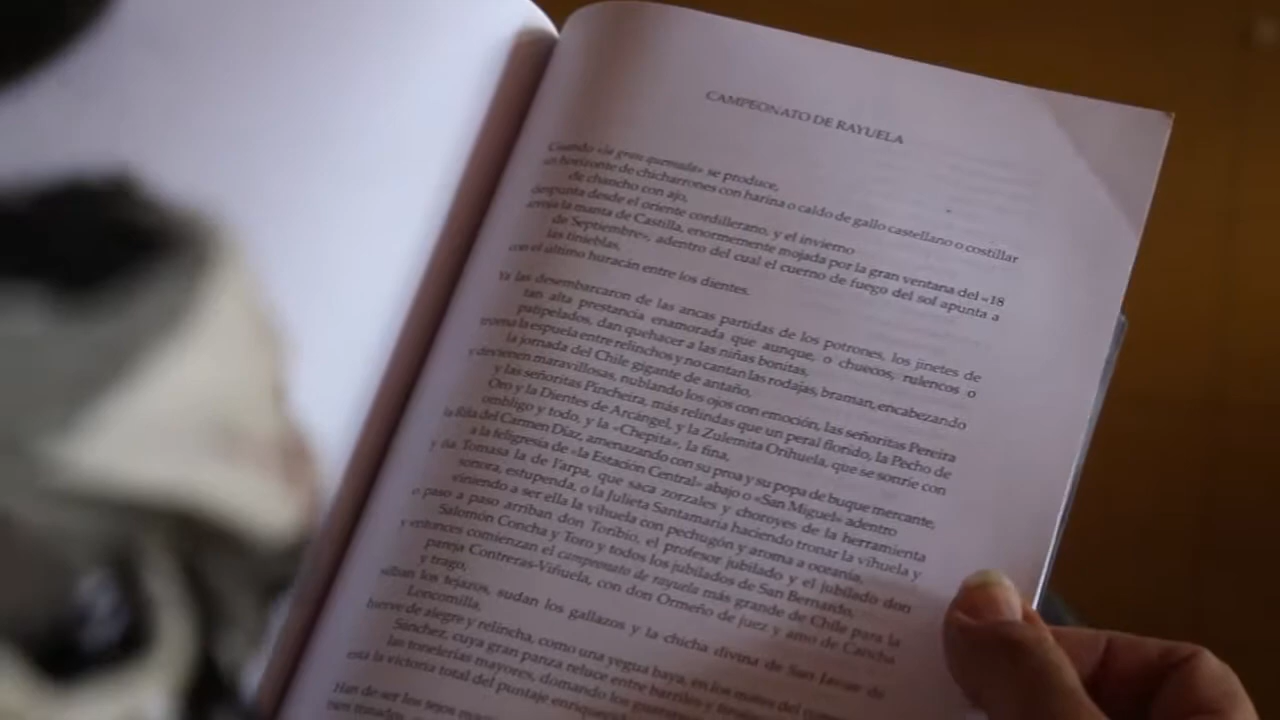 CAMPEONATO DE RAYUELA
Cuando «la gran quemada» se produce,
un horizonte de chicharrones con harina o caldo de gallo castellano o costillar
de chancho con ajo,
despunta desde el oriente cordillerano, y el invierno
arroja la manta de Castilla, enormemente mojada por la gran ventana del «18
de Septiembre», adentro del cual el cuerno de fuego del sol apunta a
las tinieblas,
con el último huracán entre los dientes.
Ya las desembarcaron de las ancas partidas de los potrones, los jinetes de
tan alta prestancia enamorada que aunque, o chuecos, rulencos o
patipelados, dan quehacer a las niñas bonitas,
truena la espuela entre relinchos y no cantan las rodajas, braman, encabezando
la jornada del Chile gigante de antaño,
y devienen maravillosas, nublando los ojos con emoción, las señoritas Pereira
y las señoritas Pincheira, más relindas que un peral florido, la Pecho de
Oro y la Dientes de Arcángel, y la Zulemita Orihuela, que se sonríe con
ombligo y todo, y la «Chepita», la fina,
la fila del Carmen Díaz, amenazando con su proa y su popa de buque mercante,
a la feligresía de «la Estación Central» abajo o «San Miguel» adentro
y ña. Tomasa la de l'arpa, que saca zorzales y choroyes de la herramienta
sonora, estupenda, o la Julieta Santamaría haciendo tronar la vihuela y
viniendo a ser ella la vihuela con pechugón y aroma a oceanía,
o paso a paso arriban don Toribio, el profesor jubilado y el jubilado don
Salomón Concha y Toro y todos los jubilados de San Bernardo,
y entonces comienzan el campeonato de rayuela más grande de Chile para la
pareja Contreras-Viñuela, con don Ormeño de juez y amo de Cancha
y trago,
silban los tejazos, sudan los gallazos y la chicha divina de San Javier de
Loncomilla,
hierve de alegre y relincha, como una yegua baya, en los mates del
Sánchez, cuya gran panza reluce entre barriles y
las tonelerías mayores, domando los
está la victoria total del puntaje
Han de ser los tejos